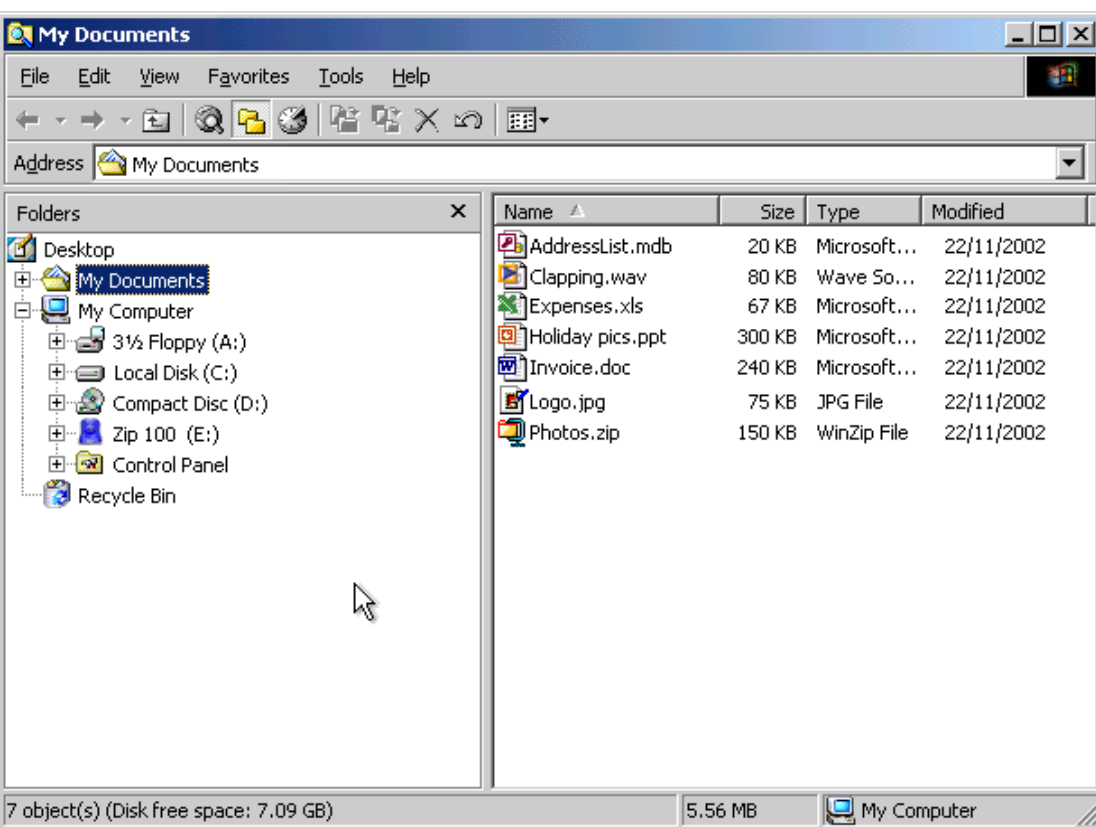 My Documents
File Edit View Favorites Tools Help
Address My Documents
Folders
Desktop
My Documents
My Computer
3½ Floppy (A:)
Local Disk (C:)
Compact Disc (D:)
Zip 100 (E:)
Control Panel
Recycle Bin
Name Size Type Modified
AddressList.mdb 20 KB Microsoft... 22/11/2002
Clapping.wav 80 KB Wave So... 22/11/2002
Expenses.xls 67 KB Microsoft... 22/11/2002
Holiday pics.ppt 300 KB Microsoft... 22/11/2002
Invoice.doc 240 KB Microsoft... 22/11/2002
Logo.jpg 75 KB JPG File 22/11/2002
Photos.zip 150 KB WinZip File 22/11/2002
7 object(s) (Disk free space: 7.09 GB) 5.56 MB My Computer